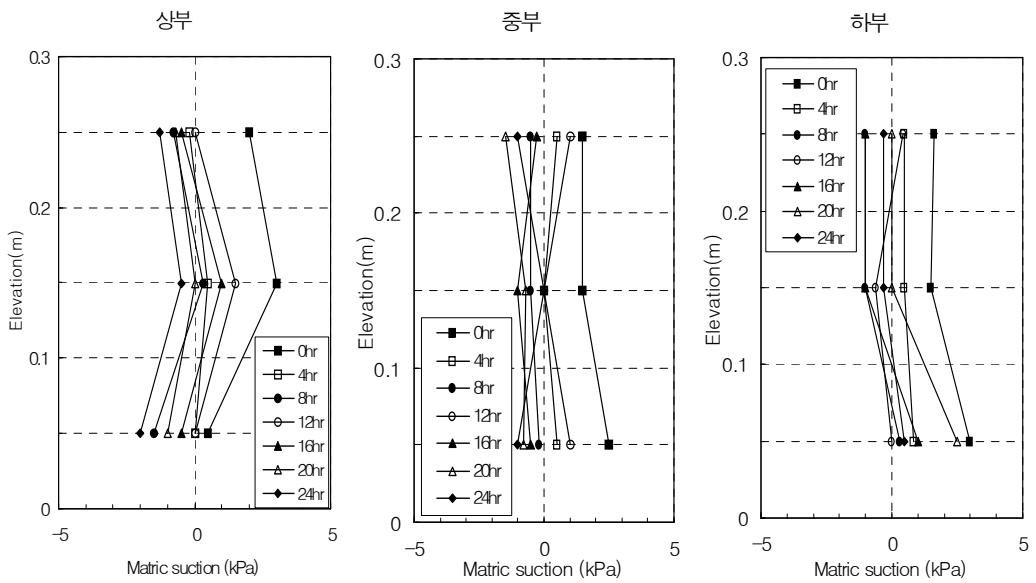 상부
0.3
0.2
0.1
0
-5
0
5
Elevation(m)
Matric suction(kPa)
0hr
4hr
8hr
12hr
16hr
20hr
24hr
중부
0.3
0.2
0.1
0
-5
0
5
Elevation(m)
Matric suction (kPa)
0hr
4hr
8hr
12hr
16hr
20hr
24hr
하부
0.3
0.2
0.1
0
-5
0
5
Elevation(m)
Matric suction (kPa)
0hr
4hr
8hr
12hr
16hr
20hr
24hr